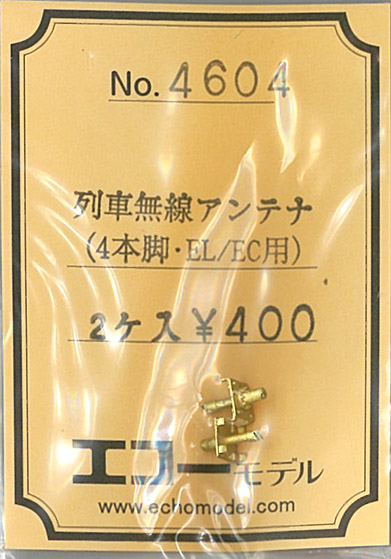 No. 4604
列車無線アンテナ
(4本脚・EL/EC用)
2ケ入 ¥400
エコーモデル
www.echomodel.com